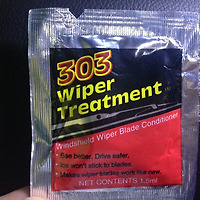 303
Wiper
Treatment
Windshield Wiper Blade Conditioner
• See better. Drive safer.
• Ice won't stick to blades.
• Makes wiper blades work like new.
NET CONTENTS 1.5ml